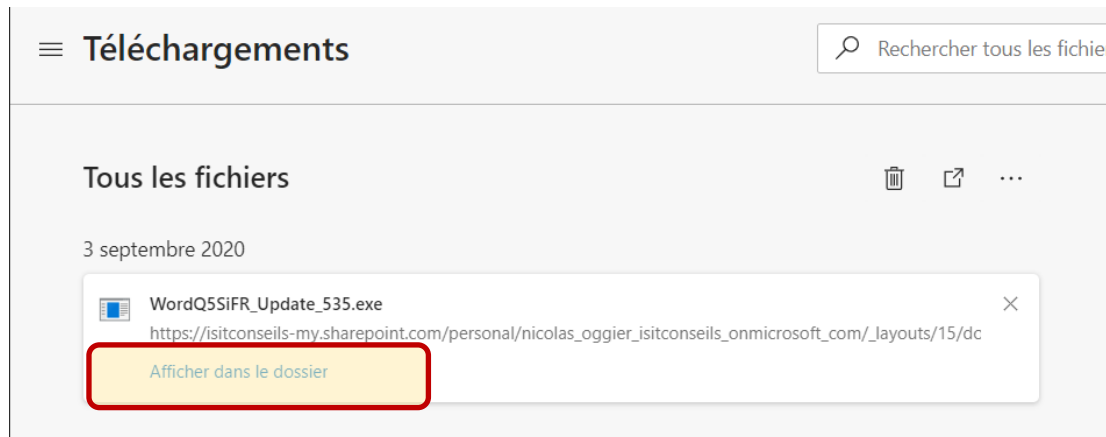 Téléchargements
Rechercher tous les fichie
Tous les fichiers
3 septembre 2020
WordQ5SiFR_Update_535.exe
https://isitconseils-my.sharepoint.com/personal/nicolas_oggier_isitconseils_onmicrosoft_com/_layouts/15/dc
Afficher dans le dossier